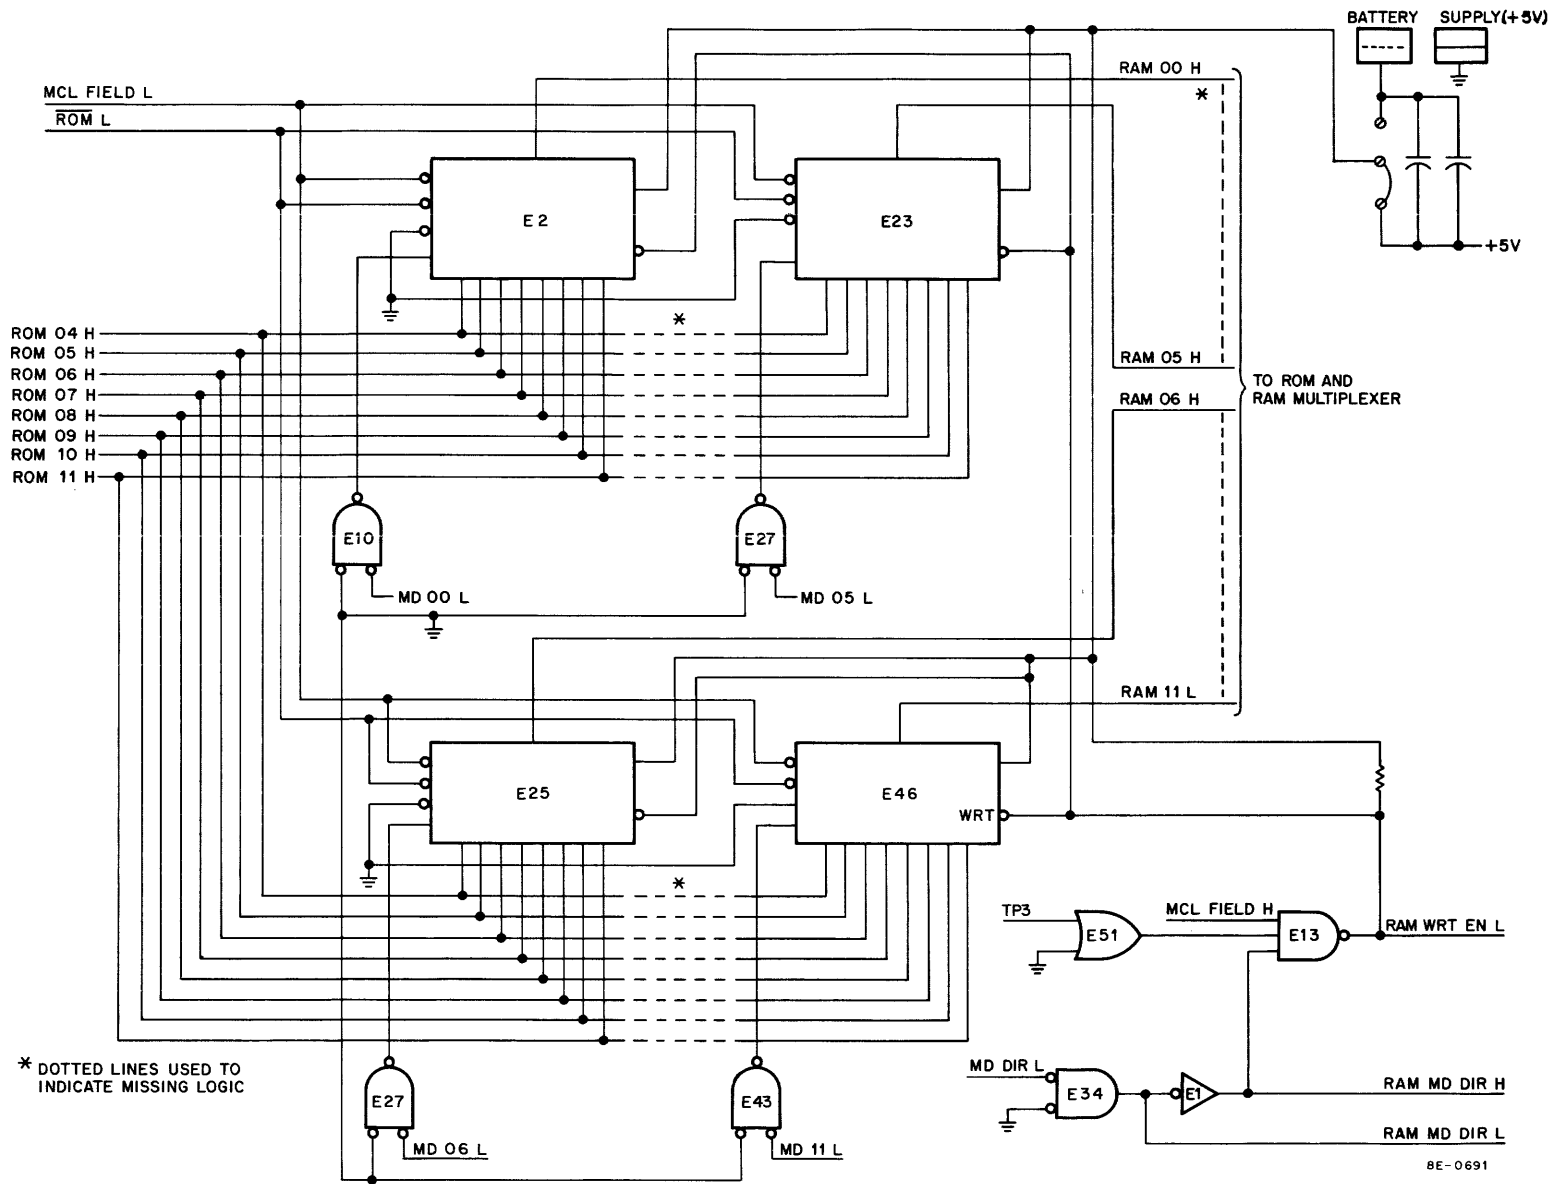 BATTERY SUPPLY(+5V)
RAM 00 H
*
MCL FIELD L
ROM L
E2
E23
+5V
*
ROM 04 H
ROM 05 H
ROM 06 H
ROM 07 H
ROM 08 H
ROM 09 H
ROM 10 H
ROM 11 H
RAM 05 H
RAM 06 H
TO ROM AND
RAM MULTIPLEXER
E10
E27
MD 00 L
MD 05 L
RAM 11 L
E25
E46
WRT
*
TP3
E51
MCL FIELD H
E13
RAM WRT EN L
* DOTTED LINES USED TO
INDICATE MISSING LOGIC
E27
E43
MD 06 L
MD 11 L
MD DIR L
E34
E1
RAM MD DIR H
RAM MD DIR L
8E-0691